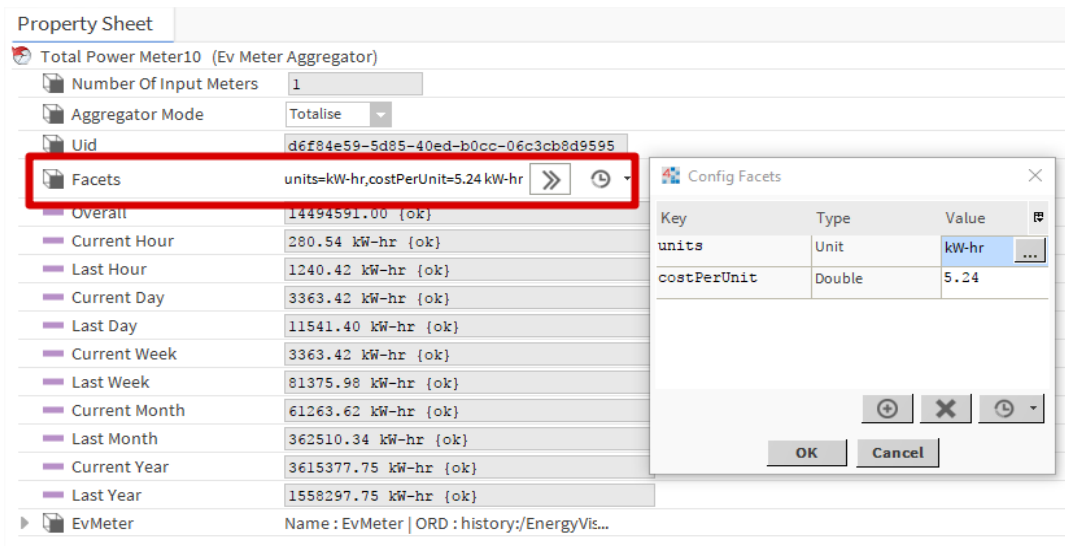 Property Sheet
Total Power Meter10 (Ev Meter Aggregator)
Number Of Input Meters 1
Aggregator Mode Totalise
Uid d6f84e59-5d85-40ed-b0cc-06c3cb8d9595
Facets units=kW-hr,costPerUnit=5.24 kW-hr
Overall 14494591.00 {ok}
Current Hour 280.54 kW-hr {ok}
Last Hour 1240.42 kW-hr {ok}
Current Day 3363.42 kW-hr {ok}
Last Day 11541.40 kW-hr {ok}
Current Week 3363.42 kW-hr {ok}
Last Week 81375.98 kW-hr {ok}
Current Month 61263.62 kW-hr {ok}
Last Month 362510.34 kW-hr {ok}
Current Year 3615377.75 kW-hr {ok}
Last Year 1558297.75 kW-hr {ok}
EvMeter Name : EvMeter | ORD : history:/EnergyVis...
Config Facets
Key Type Value
units Unit kW-hr ...
costPerUnit Double 5.24
OK Cancel